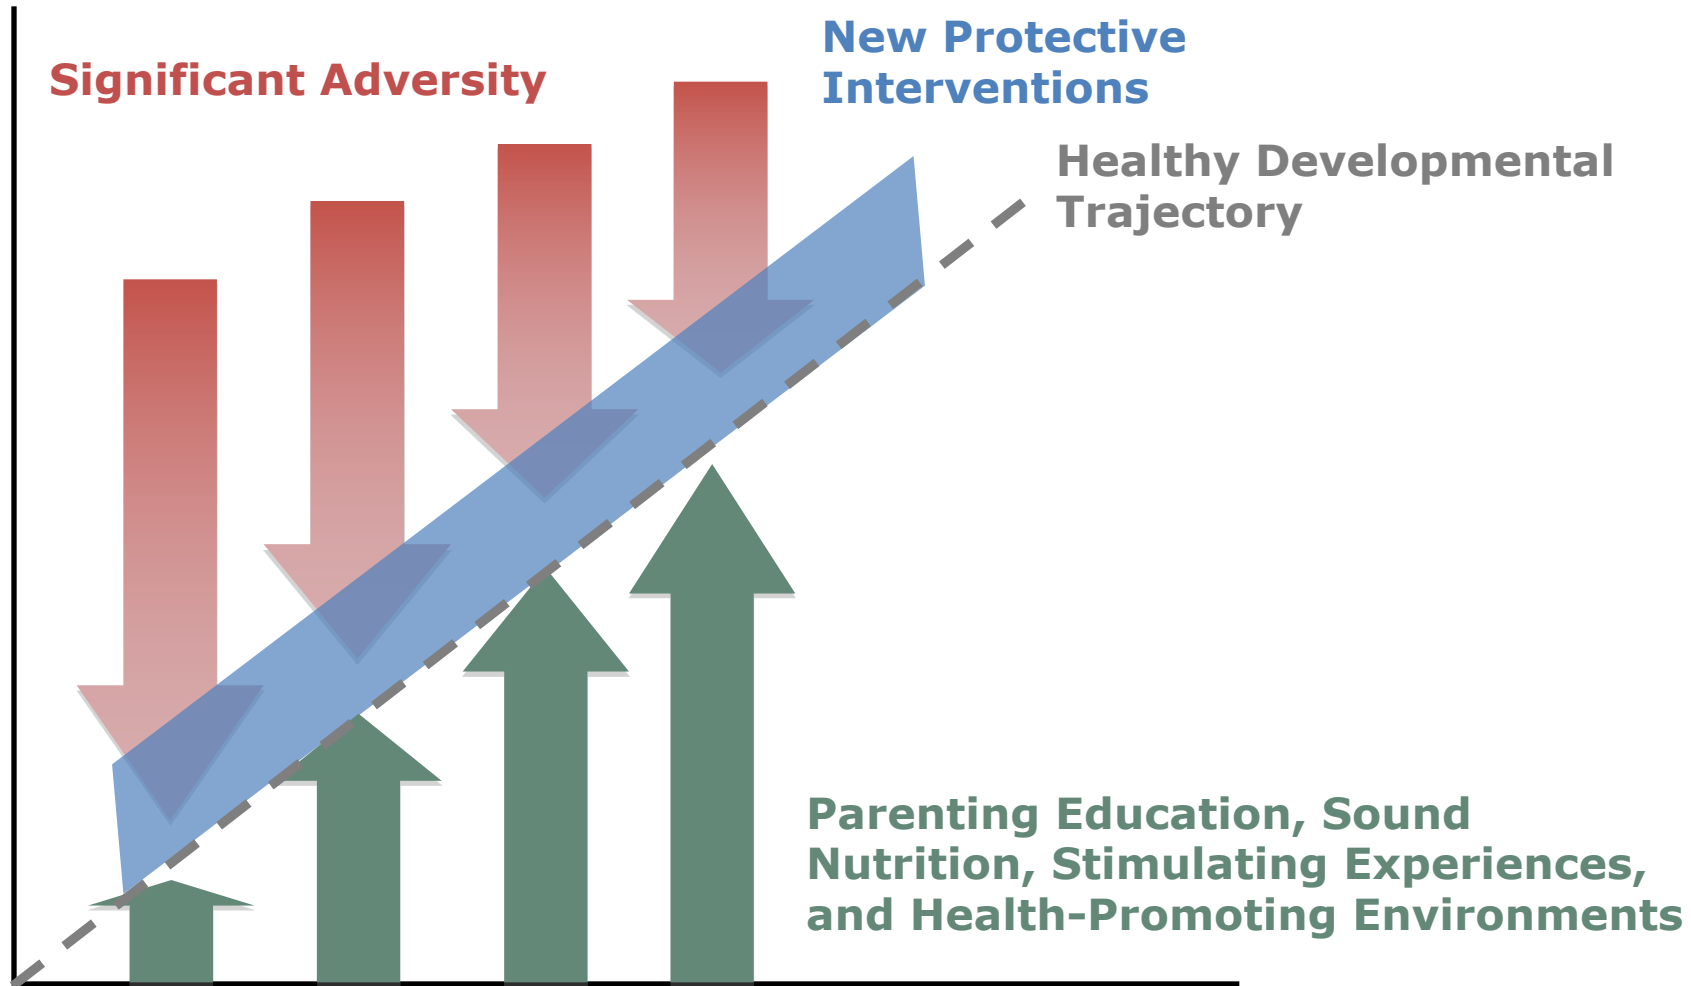 Significant Adversity
New Protective
Interventions
Healthy Developmental
Trajectory
Parenting Education, Sound
Nutrition, Stimulating Experiences,
and Health-Promoting Environments